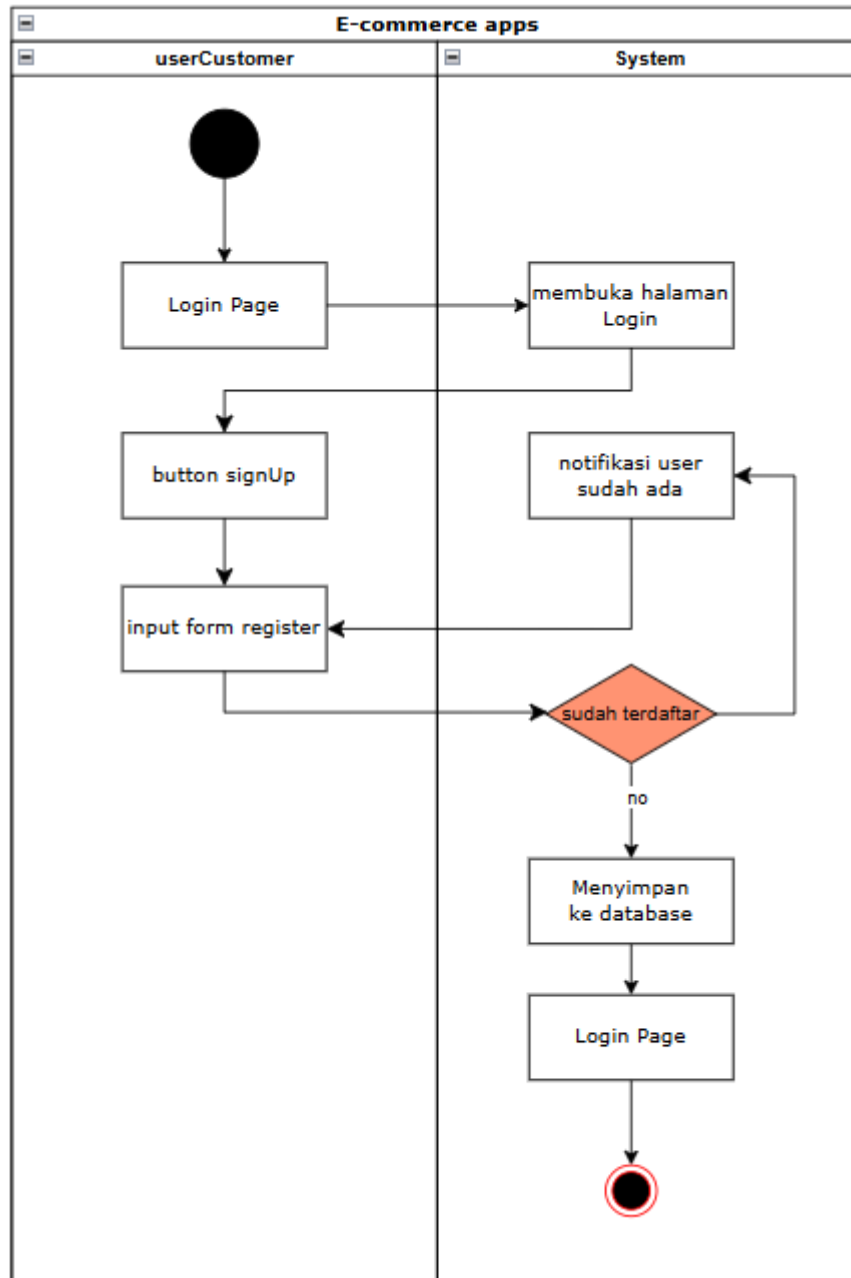 E-commerce apps
userCustomer
System
Login Page
membuka halaman
Login
button signUp
notifikasi user
sudah ada
input form register
sudah terdaftar
no
Menyimpan
ke database
Login Page